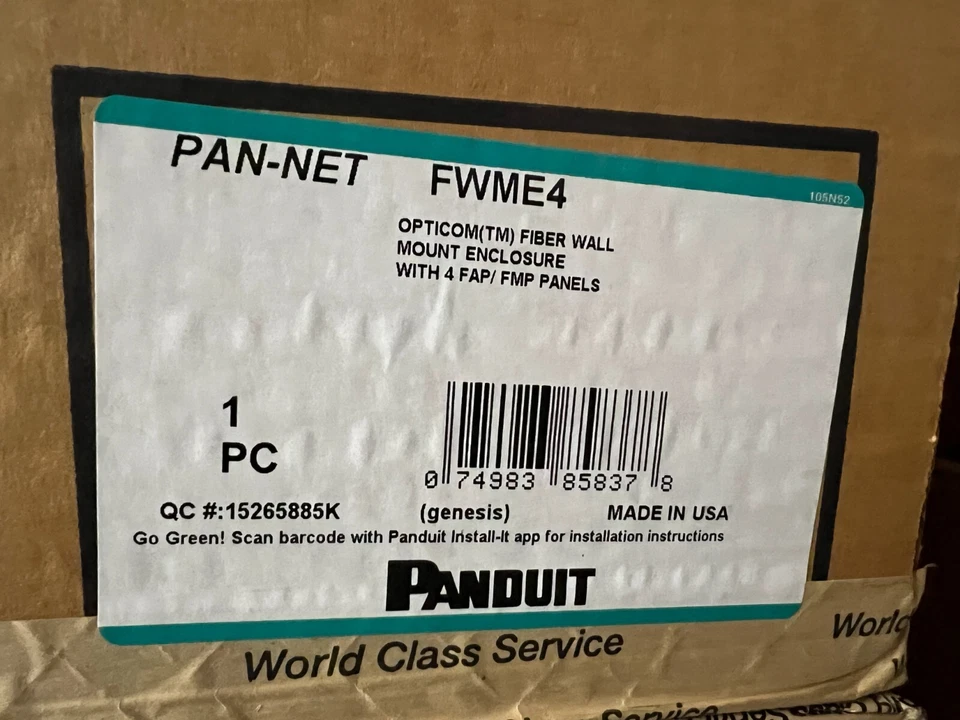 PAN-NET FWME4
105N52
OPTICOM(TM) FIBER WALL
MOUNT ENCLOSURE
WITH 4 FAP/ FMP PANELS
1
PC
0 74983 85837 8
QC #:15265885K (genesis) MADE IN USA
Go Green! Scan barcode with Panduit Install-It app for installation instructions
PANDUIT
World Class Service
World
Service